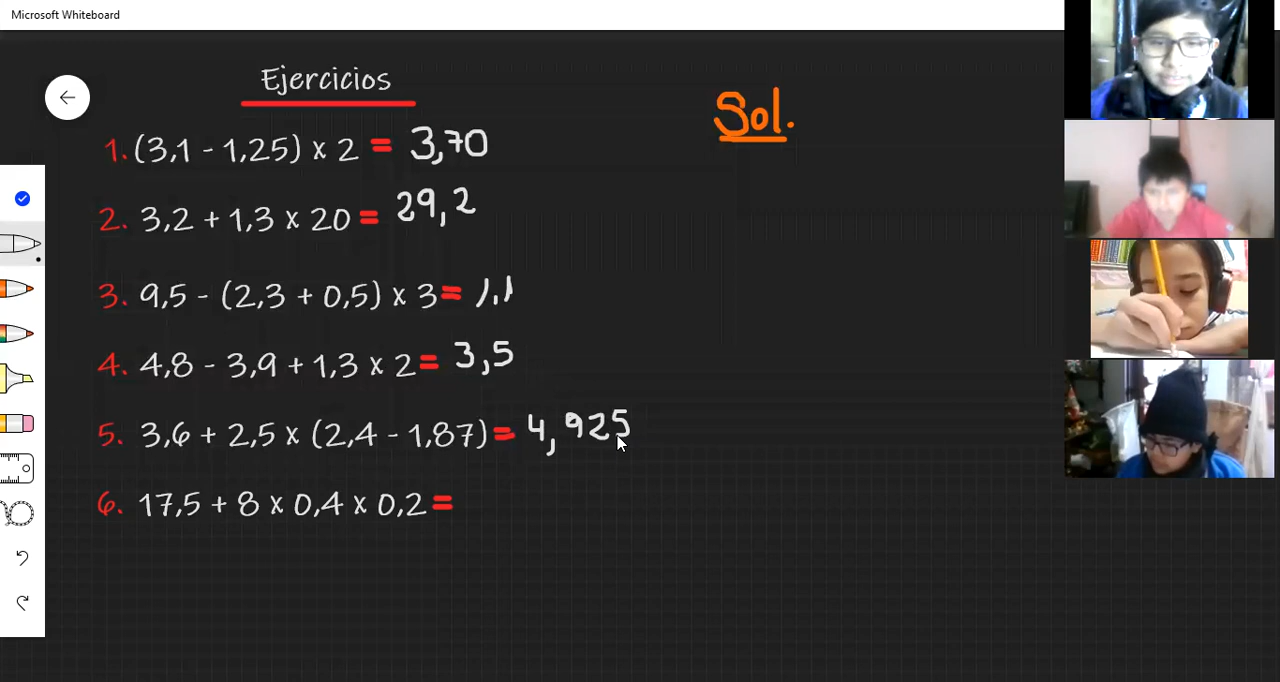 Microsoft Whiteboard
Ejercicios
Sol.
1. (3,1 - 1,25) x 2 = 3,70
2. 3,2 + 1,3 x 20 = 29,2
3. 9,5 - (2,3 + 0,5) x 3 = 1,1
4. 4,8 - 3,9 + 1,3 x 2 = 3,5
5. 3,6 + 2,5 x (2,4 - 1,87) = 4,925
6. 17,5 + 8 x 0,4 x 0,2 =